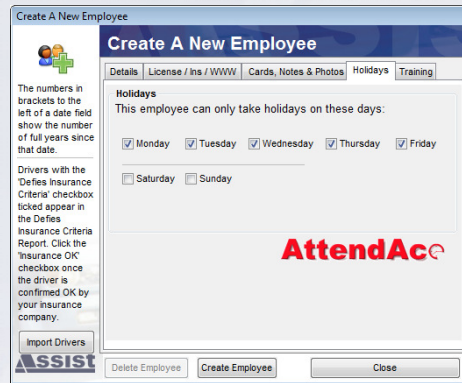 Create A New Employee
ASSIST
Create A New Employee
Details License / Ins / WWW Cards, Notes & Photos Holidays Training
The numbers in
brackets to the
left of a date field
show the number
of full years since
that date.
Drivers with the
'Defies Insurance
Criteria' checkbox
ticked appear in
the Defies
Insurance Criteria
Report. Click the
'Insurance OK'
checkbox once
the driver is
confirmed OK by
your insurance
company.
Import Drivers
ASSIST
Holidays
This employee can only take holidays on these days:
Monday Tuesday Wednesday Thursday Friday
Saturday Sunday
AttendAce
Delete Employee Create Employee Close